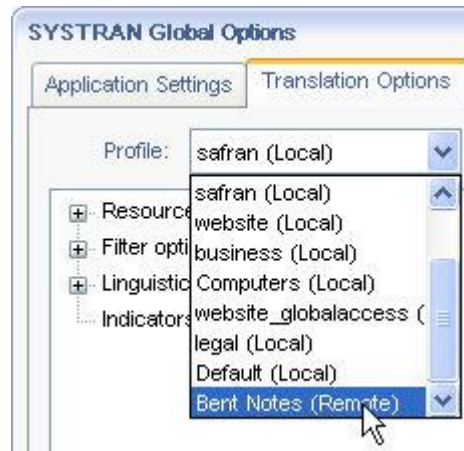 SYSTRAN Global Options
Application Settings
Translation Options
Profile:
safran (Local)
safran (Local)
website (Local)
business (Local)
Computers (Local)
website_globalaccess (
legal (Local)
Default (Local)
Bent Notes (Remote)
Resource
Filter opti
Linguistic
Indicators